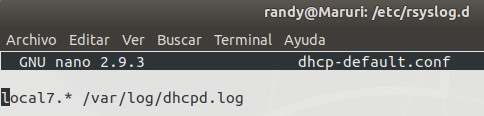 randy@Maruri: /etc/rsyslog.d
Archivo Editar Ver Buscar Terminal Ayuda
GNU nano 2.9.3 dhcp-default.conf
local7.* /var/log/dhcpd.log